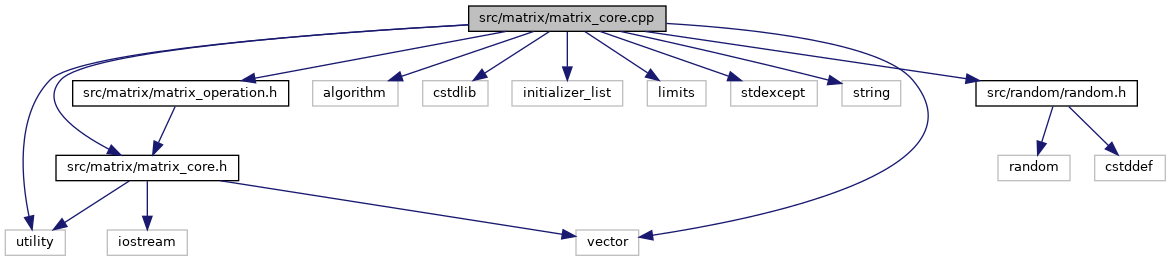 src/matrix/matrix_core.cpp
src/matrix/matrix_operation.h
algorithm
cstdlib
initializer_list
limits
stdexcept
string
src/random/random.h
src/matrix/matrix_core.h
random
cstddef
utility
iostream
vector